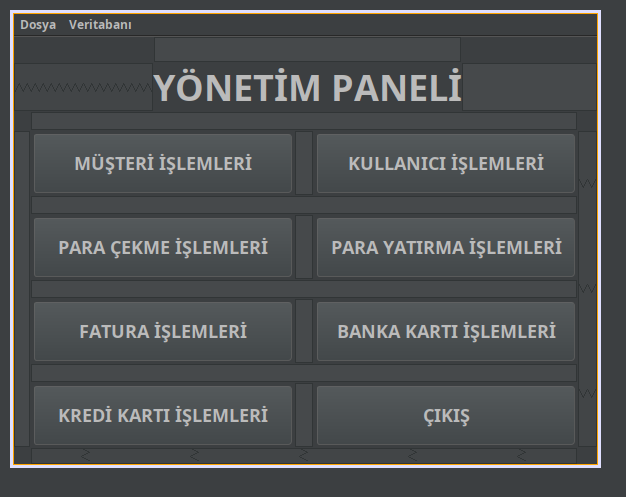 Dosya Veritabanı
YÖNETİM PANELİ
MÜŞTERİ İŞLEMLERİ KULLANICI İŞLEMLERİ
PARA ÇEKME İŞLEMLERİ PARA YATIRMA İŞLEMLERİ
FATURA İŞLEMLERİ BANKA KARTI İŞLEMLERİ
KREDİ KARTI İŞLEMLERİ ÇIKIŞ